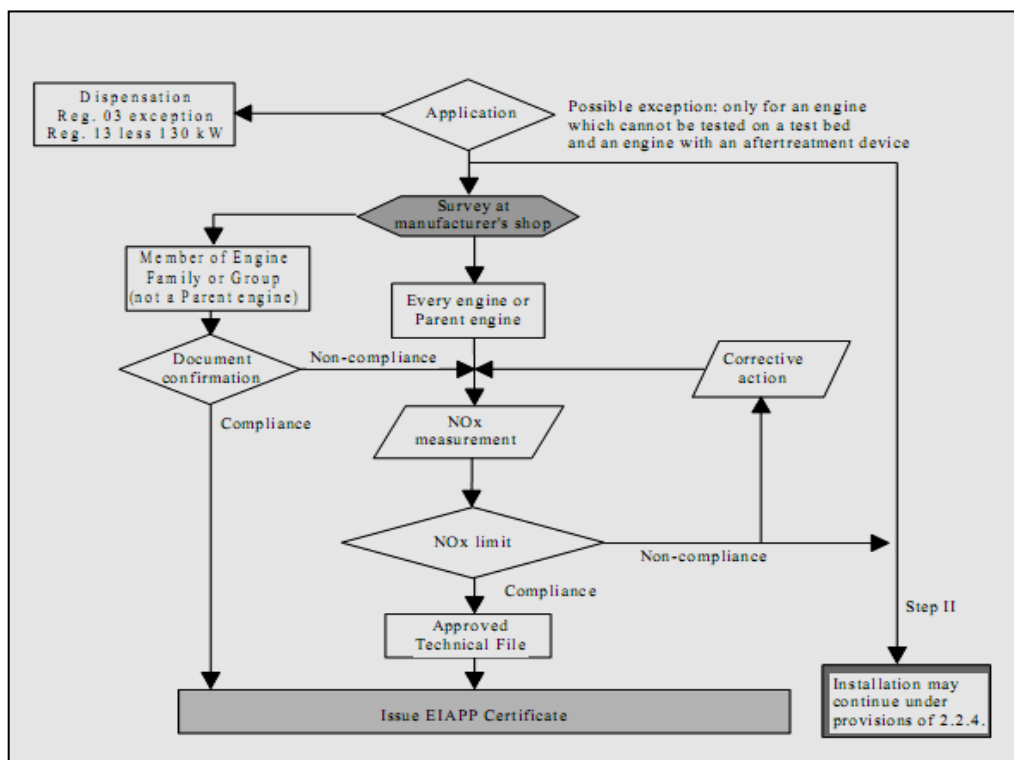 Dispensation
Reg. 03 exception
Reg. 13 less 130 kW
Application
Possible exception: only for an engine
which cannot be tested on a test bed
and an engine with an aftertreatment device
Survey at
manufacturer's shop
Member of Engine
Family or Group
(not a Parent engine)
Every engine or
Parent engine
Document
confirmation
Non-compliance
Corrective
action
Compliance
NOx
measurement
NOx limit
Non-compliance
Compliance
Step II
Approved
Technical File
Installation may
continue under
provisions of 2.2.4.
Issue EIAPP Certificate